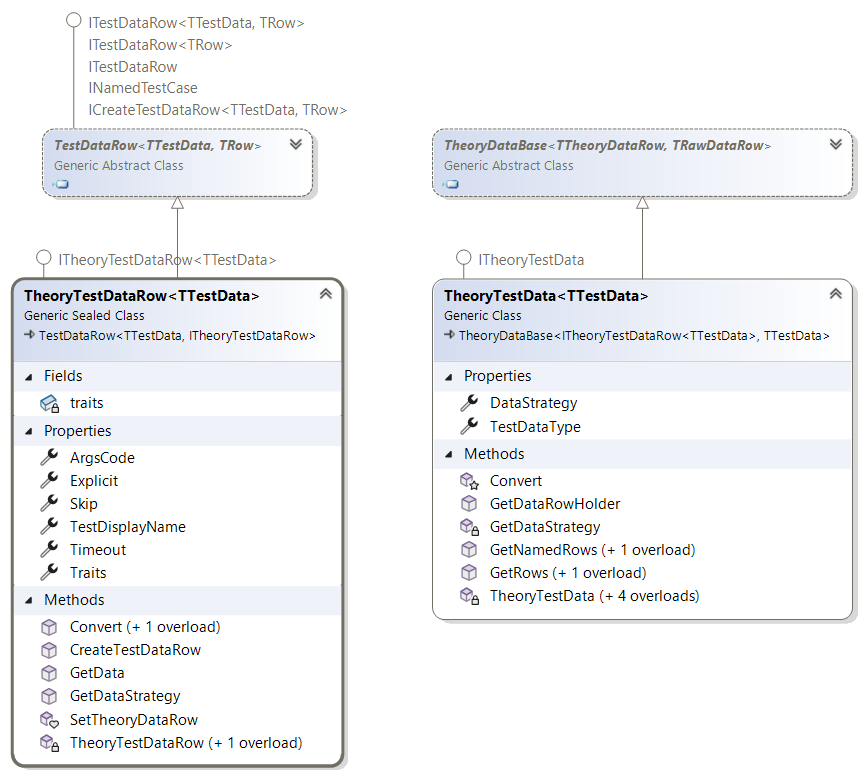 ITestDataRow<TTestData, TRow>
ITestDataRow<TRow>
ITestDataRow
INamedTestCase
ICreateTestDataRow<TTestData, TRow>
TestDataRow<TTestData, TRow>
Generic Abstract Class
ITheoryTestDataRow<TTestData>
TheoryTestDataRow<TTestData>
Generic Sealed Class
TestDataRow<TTestData, ITheoryTestDataRow>
Fields
traits
Properties
ArgsCode
Explicit
Skip
TestDisplayName
Timeout
Traits
Methods
Convert (+ 1 overload)
CreateTestDataRow
GetData
GetDataStrategy
SetTheoryDataRow
TheoryTestDataRow (+ 1 overload)
TheoryDataBase<TTheoryDataRow, TRawDataRow>
Generic Abstract Class
ITheoryTestData
TheoryTestData<TTestData>
Generic Class
TheoryDataBase<ITheoryTestDataRow<TTestData>, TTestData>
Properties
DataStrategy
TestDataType
Methods
Convert
GetDataRowHolder
GetDataStrategy
GetNamedRows (+ 1 overload)
GetRows (+ 1 overload)
TheoryTestData (+ 4 overloads)